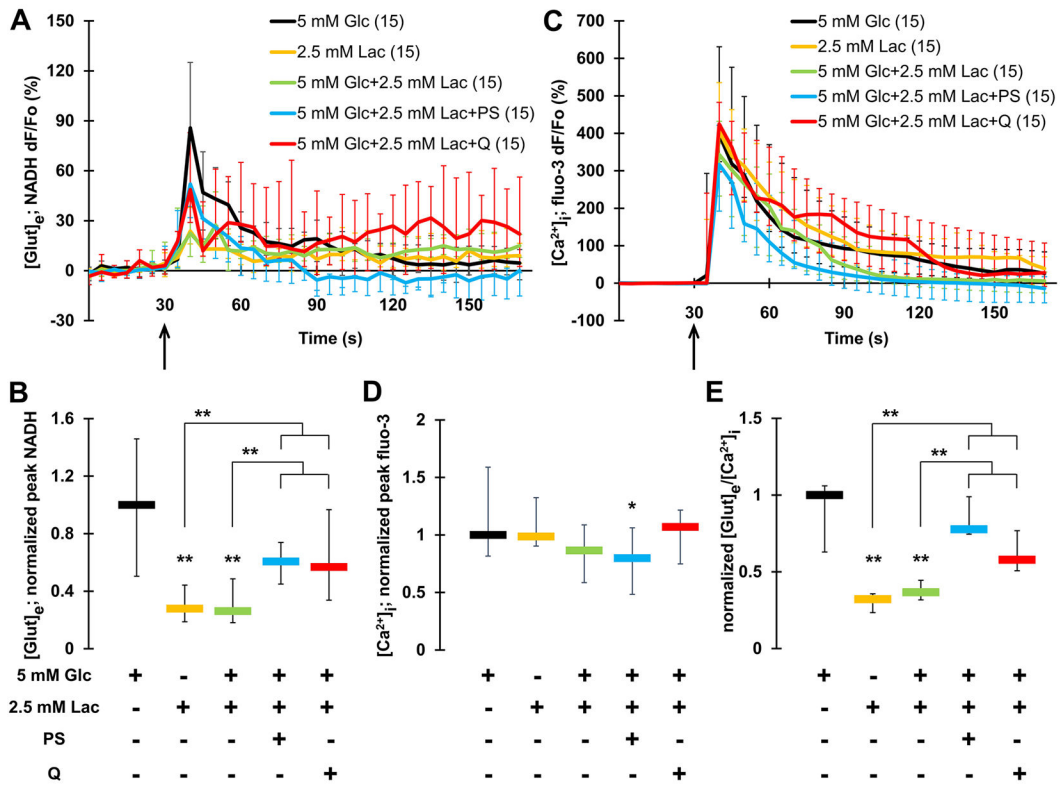 A
[Glut]e; NADH dF/Fo (%)
150
120
90
60
30
0
-30
5 mM Glc (15)
2.5 mM Lac (15)
5 mM Glc+2.5 mM Lac (15)
5 mM Glc+2.5 mM Lac+PS (15)
5 mM Glc+2.5 mM Lac+Q (15)
30 60 90 120 150
Time (s)
C
[Ca2+]i; fluo-3 dF/Fo (%)
700
600
500
400
300
200
100
0
-100
5 mM Glc (15)
2.5 mM Lac (15)
5 mM Glc+2.5 mM Lac (15)
5 mM Glc+2.5 mM Lac+PS (15)
5 mM Glc+2.5 mM Lac+Q (15)
30 60 90 120 150
Time (s)
B
[Glut]e; normalized peak NADH
1.6
1.2
0.8
0.4
0
**
**
** **
D
[Ca2+]i; normalized peak fluo-3
2
1.5
1
0.5
0
*
E
normalized [Glut]e/[Ca2+]i
1.5
1
0.5
0
**
**
** **
5 mM Glc + - + + + + - + + + + - + + +
2.5 mM Lac - + + + + - + + + + - + + + +
PS - - - + - - - - + - - - - + -
Q - - - - + - - - - + - - - - +